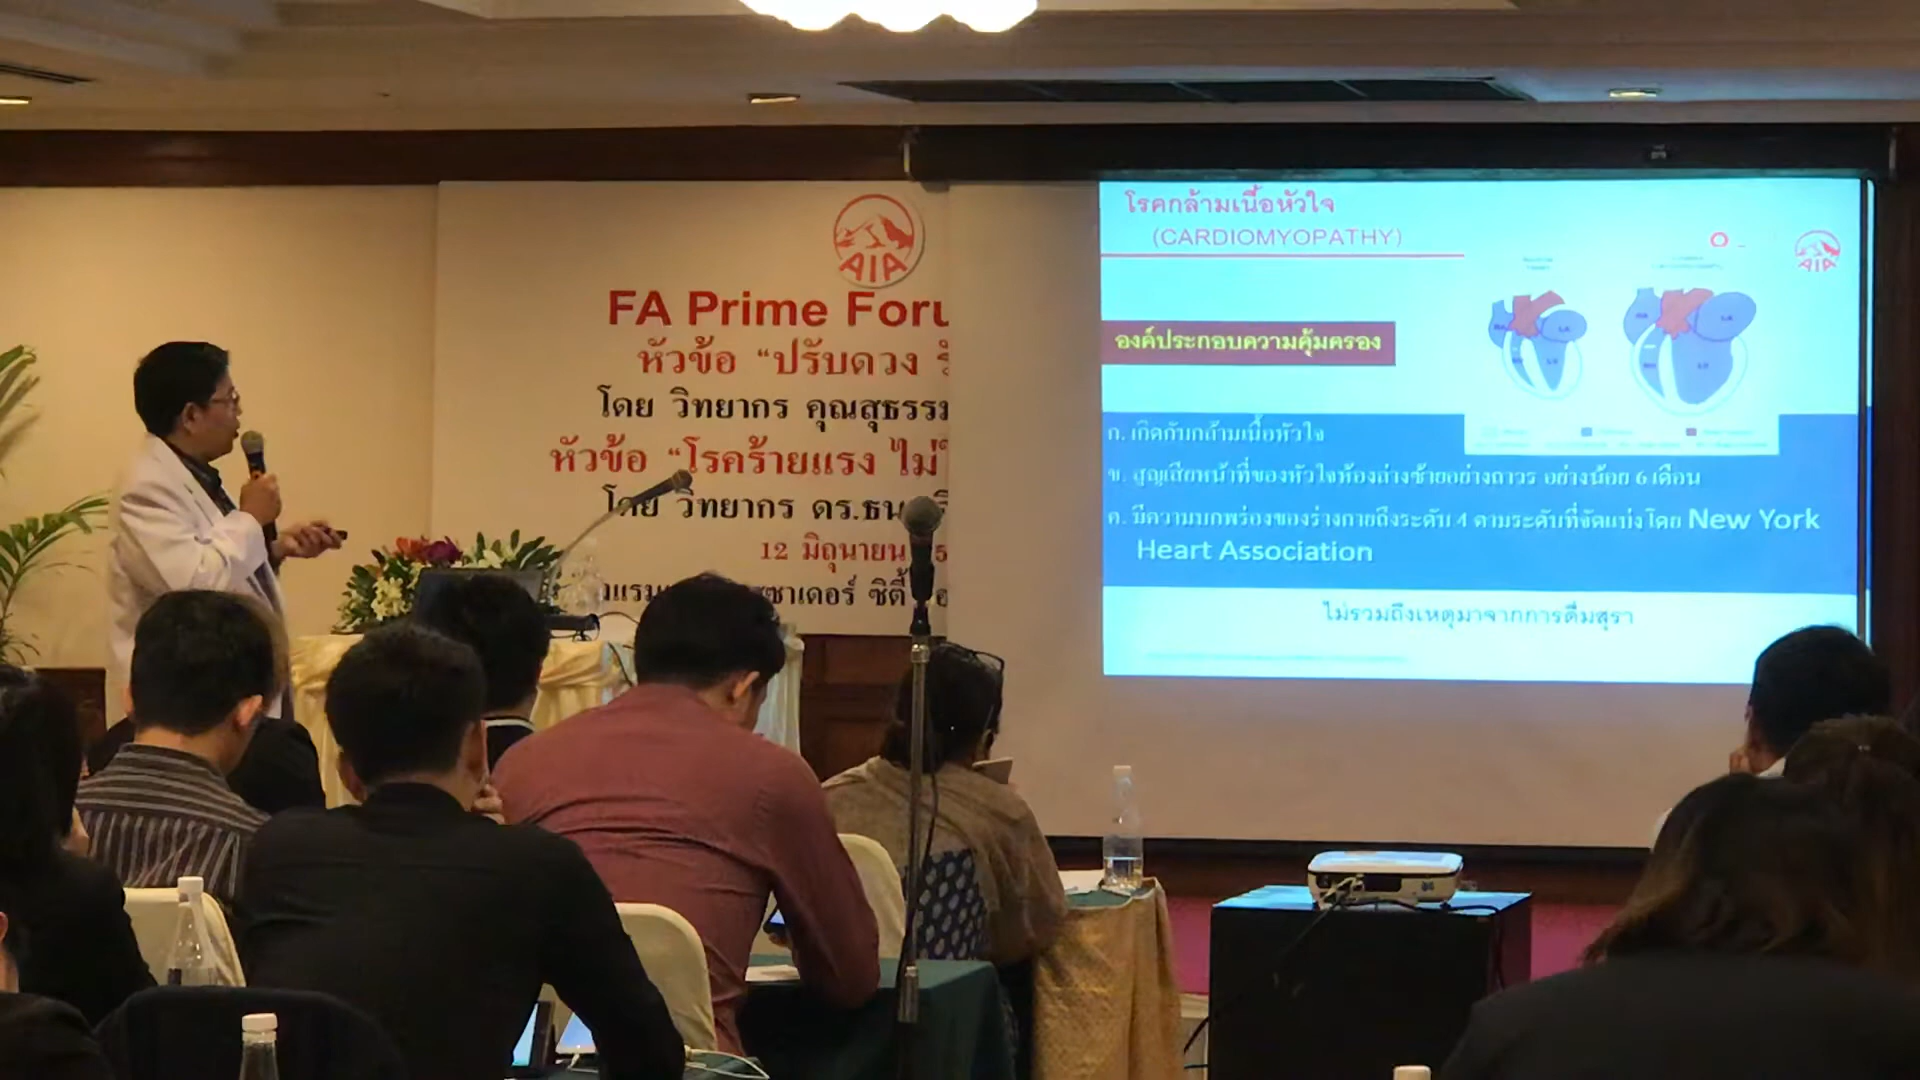 AIA
FA Prime Foru
หัวข้อ “ปรับดวง
โดย วิทยากร คุณสุธรรม
หัวข้อ “โรคร้ายแรง ไม่
โดย วิทยากร ดร.ธน
12 มิถุนายน
ซาเดอร์ ซิตี้
โรคกล้ามเนื้อหัวใจ
(CARDIOMYOPATHY)
AIA
องค์ประกอบความคุ้มครอง
ก. เกิดกับกล้ามเนื้อหัวใจ
ข. สูญเสียหน้าที่ของหัวใจห้องล่างซ้ายอย่างถาวร อย่างน้อย 6 เดือน
ค. มีความบกพร่องของร่างกายถึงระดับ 4 ตามระดับที่จัดแบ่งโดย New York
Heart Association
ไม่รวมถึงเหตุมาจากการดื่มสุรา